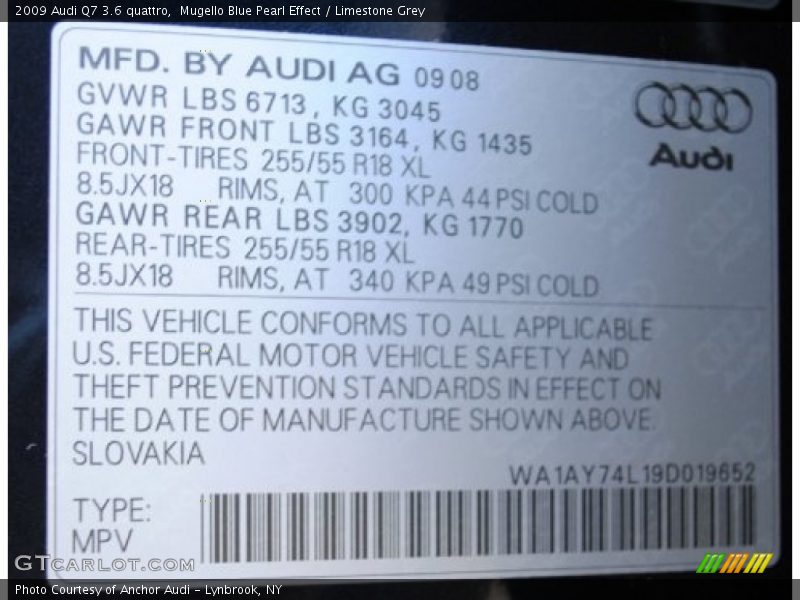 2009 Audi Q7 3.6 quattro,  Mugello Blue Pearl Effect / Limestone Grey
MFD. BY AUDI AG 09 08
GVWR LBS 6713, KG 3045
GAWR FRONT LBS 3164, KG 1435
FRONT-TIRES 255/55 R18 XL
8.5JX18 RIMS, AT 300 KPA 44 PSI COLD
GAWR REAR LBS 3902, KG 1770
REAR-TIRES 255/55 R18 XL
8.5JX18 RIMS, AT 340 KPA 49 PSI COLD
Audi
THIS VEHICLE CONFORMS TO ALL APPLICABLE
U.S. FEDERAL MOTOR VEHICLE SAFETY AND
THEFT PREVENTION STANDARDS IN EFFECT ON
THE DATE OF MANUFACTURE SHOWN ABOVE.
SLOVAKIA
WA1AY74L19D019652
TYPE:
MPV
GTCARLOT.COM
Photo Courtesy of Anchor Audi - Lynbrook, NY